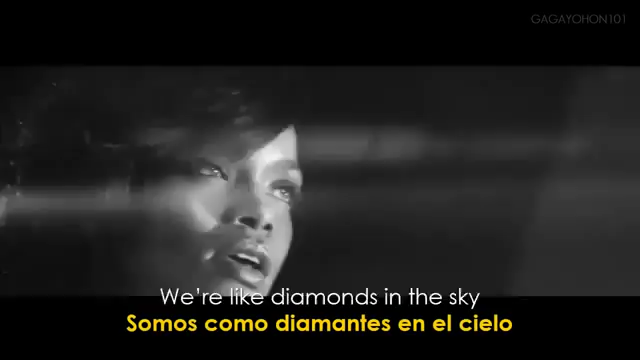 GAGAYOHON101
We're like diamonds in the sky
Somos como diamantes en el cielo